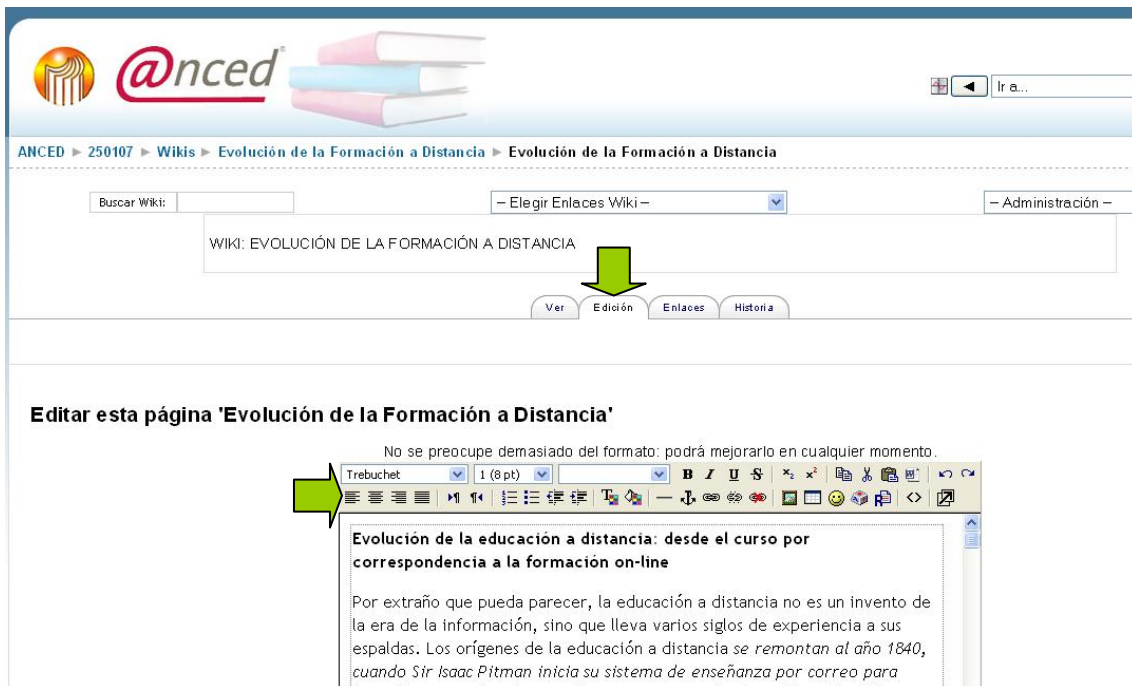 @nced®
Ir a...
ANCED ► 250107 ► Wikis ► Evolución de la Formación a Distancia ► Evolución de la Formación a Distancia
Buscar Wiki:
– Elegir Enlaces Wiki –
– Administración –
WIKI: EVOLUCIÓN DE LA FORMACIÓN A DISTANCIA
Ver Edición Enlaces Historia
Editar esta página 'Evolución de la Formación a Distancia'
No se preocupe demasiado del formato: podrá mejorarlo en cualquier momento.
Trebuchet 1 (8 pt) B I U S x₂ x²
Evolución de la educación a distancia: desde el curso por
correspondencia a la formación on-line
Por extraño que pueda parecer, la educación a distancia no es un invento de
la era de la información, sino que lleva varios siglos de experiencia a sus
espaldas. Los orígenes de la educación a distancia se remontan al año 1840,
cuando Sir Isaac Pitman inicia su sistema de enseñanza por correo para